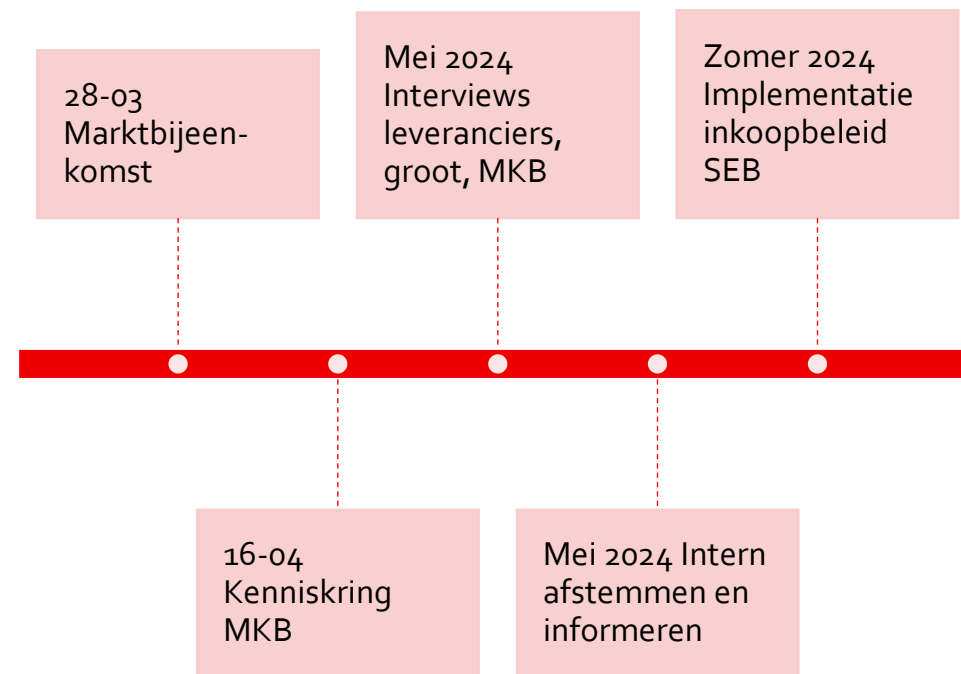 28-03
Marktbijeen-
komst
Mei 2024
Interviews
leveranciers,
groot, MKB
Zomer 2024
Implementatie
inkoopbeleid
SEB
16-04
Kenniskring
MKB
Mei 2024 Intern
afstemmen en
informeren